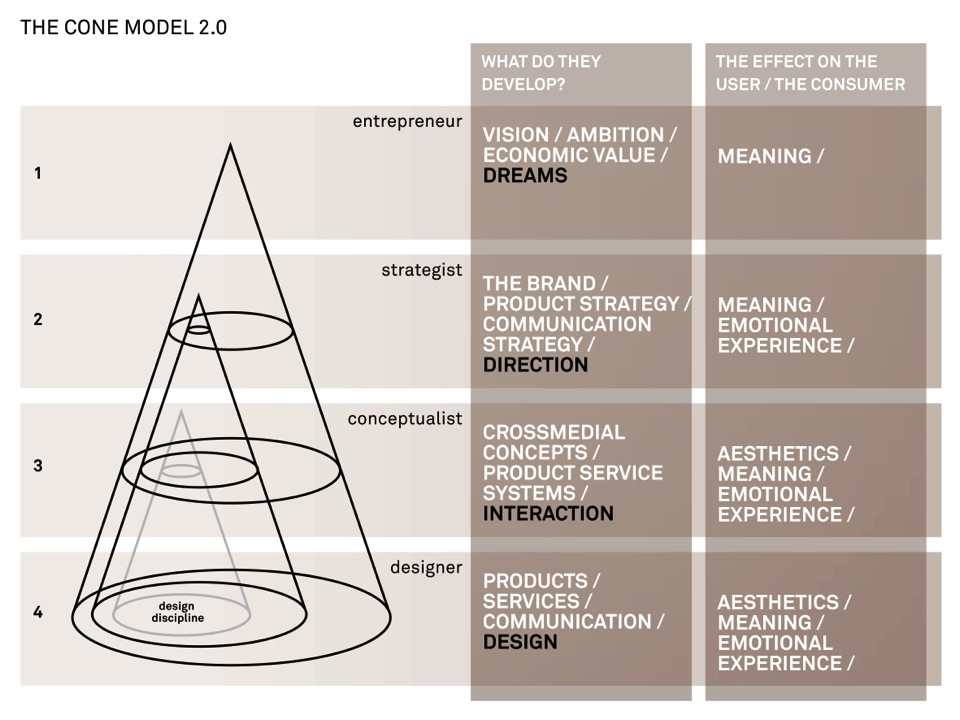 THE CONE MODEL 2.0
WHAT DO THEY
DEVELOP?
THE EFFECT ON THE
USER / THE CONSUMER
1
entrepreneur
VISION / AMBITION /
ECONOMIC VALUE /
DREAMS
MEANING /
2
strategist
THE BRAND /
PRODUCT STRATEGY /
COMMUNICATION
STRATEGY /
DIRECTION
MEANING /
EMOTIONAL
EXPERIENCE /
3
conceptualist
CROSSMEDIAL
CONCEPTS /
PRODUCT SERVICE
SYSTEMS /
INTERACTION
AESTHETICS /
MEANING /
EMOTIONAL
EXPERIENCE /
4
design
discipline
designer
PRODUCTS /
SERVICES /
COMMUNICATION /
DESIGN
AESTHETICS /
MEANING /
EMOTIONAL
EXPERIENCE /